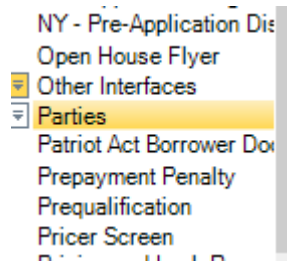 NY - Pre-Application Dis
Open House Flyer
Other Interfaces
Parties
Patriot Act Borrower Doc
Prepayment Penalty
Prequalification
Pricer Screen